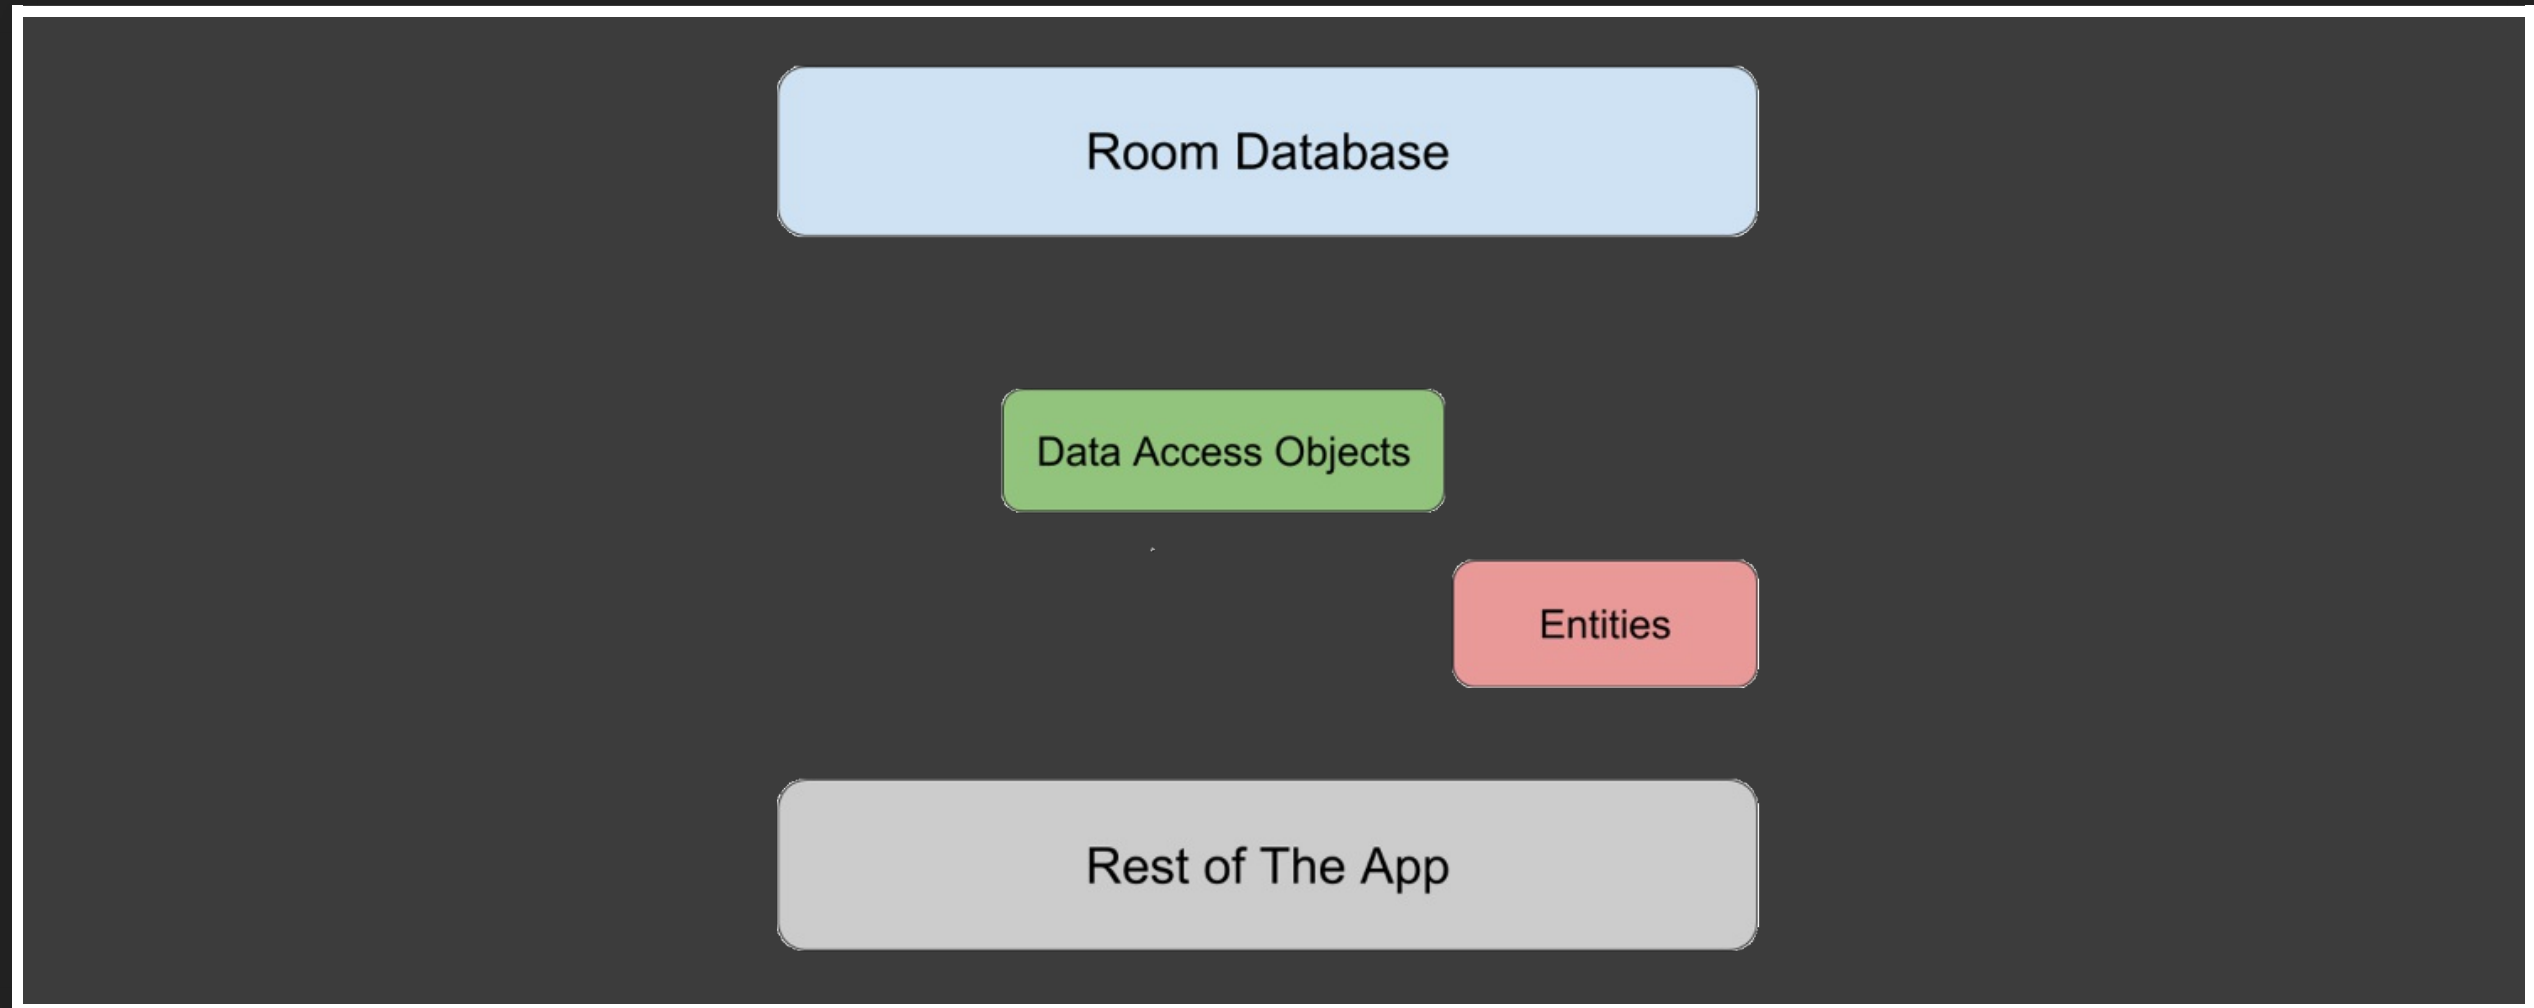 Room Database
Data Access Objects
Entities
Rest of The App